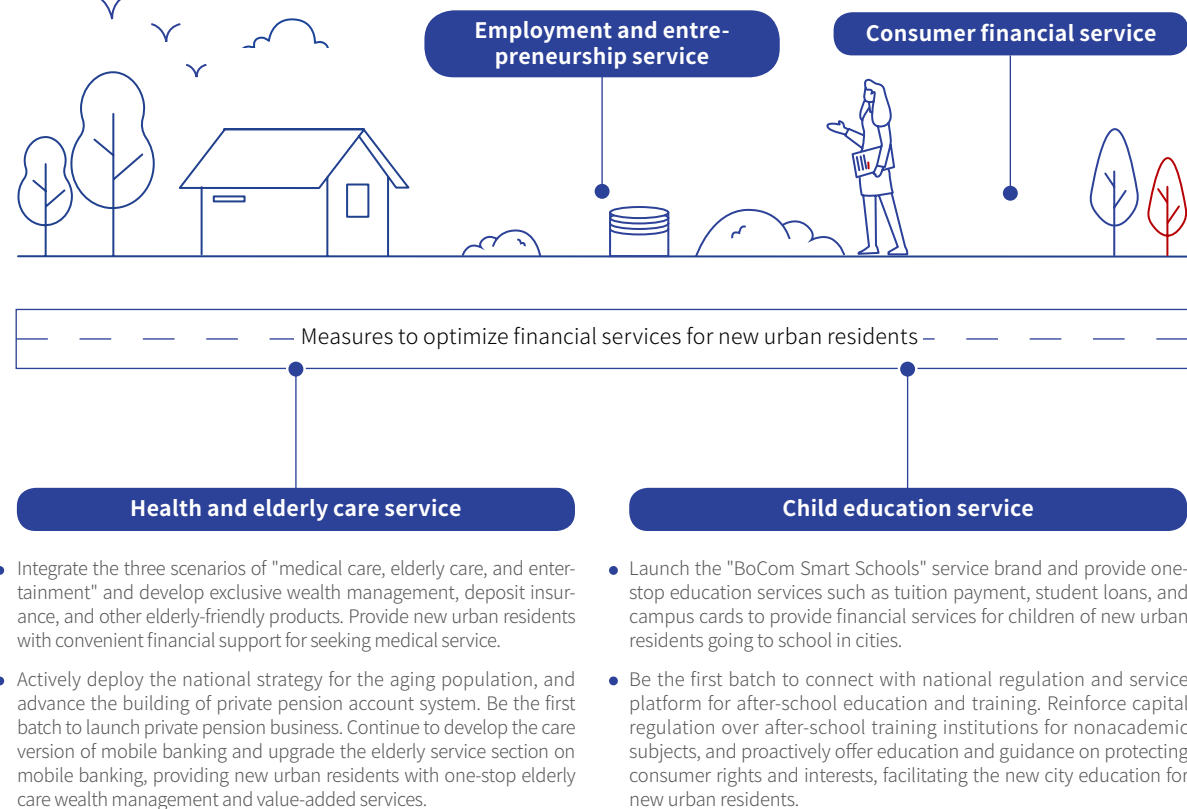 Employment and entre-
preneurship service
Consumer financial service
Measures to optimize financial services for new urban residents
Health and elderly care service
• Integrate the three scenarios of "medical care, elderly care, and enter-
tainment" and develop exclusive wealth management, deposit insur-
ance, and other elderly-friendly products. Provide new urban residents
with convenient financial support for seeking medical service.
• Actively deploy the national strategy for the aging population, and
advance the building of private pension account system. Be the first
batch to launch private pension business. Continue to develop the care
version of mobile banking and upgrade the elderly service section on
mobile banking, providing new urban residents with one-stop elderly
care wealth management and value-added services.
Child education service
• Launch the "BoCom Smart Schools" service brand and provide one-
stop education services such as tuition payment, student loans, and
campus cards to provide financial services for children of new urban
residents going to school in cities.
• Be the first batch to connect with national regulation and service
platform for after-school education and training. Reinforce capital
regulation over after-school training institutions for nonacademic
subjects, and proactively offer education and guidance on protecting
consumer rights and interests, facilitating the new city education for
new urban residents.